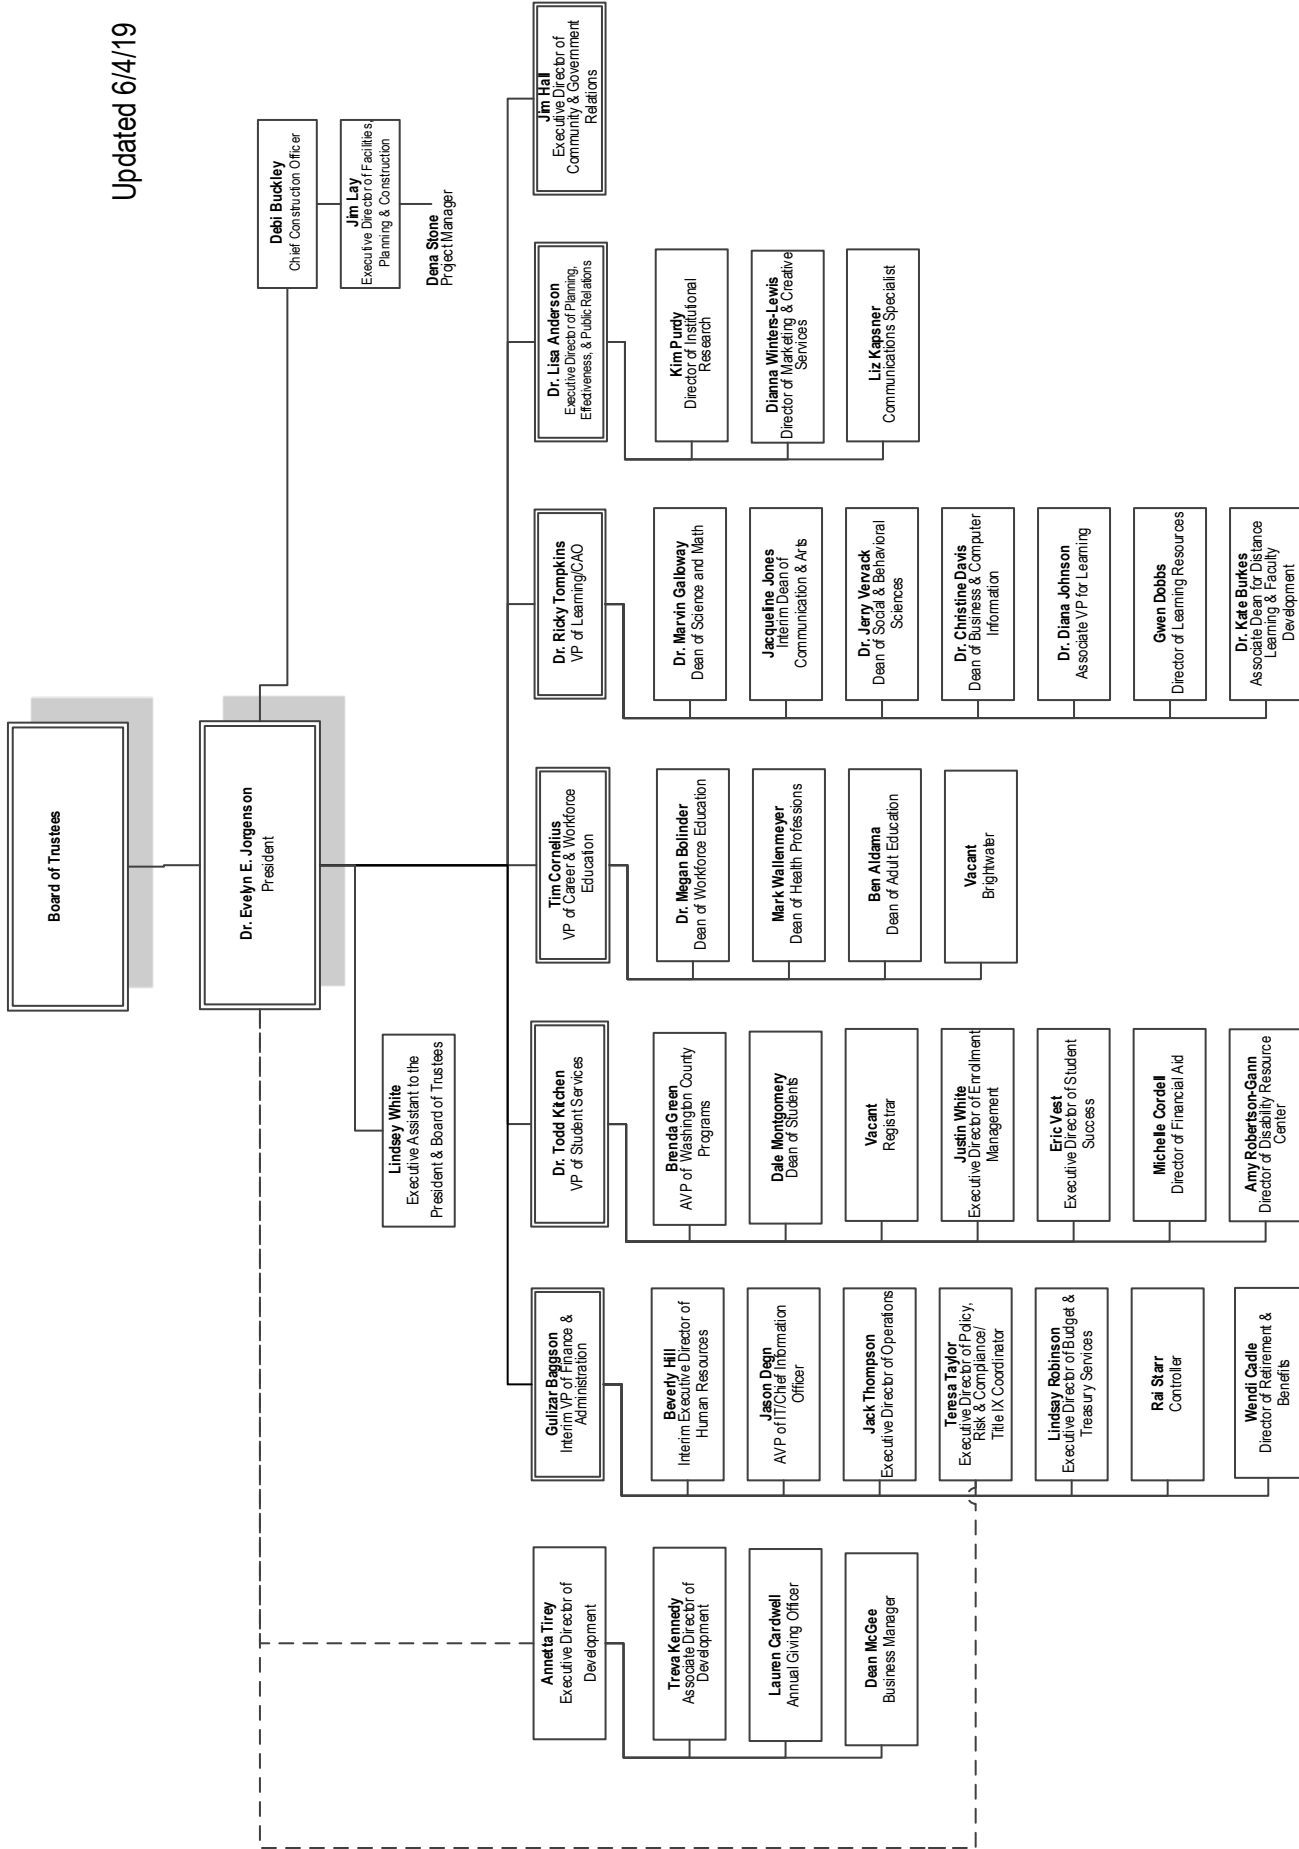 Updated 6/4/19
Board of Trustees
Dr. Evelyn E. Jorgenson
President
Debi Buckley
Chief Construction Officer
Jim Lay
Executive Director of Facilities,
Planning & Construction
Dena Stone
Project Manager
Lindsey White
Executive Assistant to the
President & Board of Trustees
Annetta Tirey
Executive Director of
Development
Treva Kennedy
Associate Director of
Development
Lauren Cardwell
Annual Giving Officer
Dean McGee
Business Manager
Gulizar Baggson
Interim VP of Finance &
Administration
Beverly Hill
Interim Executive Director of
Human Resources
Jason Degn
AVP of IT/Chief Information
Officer
Jack Thompson
Executive Director of Operations
Teresa Taylor
Executive Director of Policy,
Risk & Compliance/
Title IX Coordinator
Lindsay Robinson
Executive Director of Budget &
Treasury Services
Rai Starr
Controller
Wendi Cadle
Director of Retirement &
Benefits
Dr. Todd Kitchen
VP of Student Services
Brenda Green
AVP of Washington County
Programs
Dale Montgomery
Dean of Students
Vacant
Registrar
Justin White
Executive Director of Enrollment
Management
Eric Vest
Executive Director of Student
Success
Michelle Cordell
Director of Financial Aid
Amy Robertson-Gann
Director of Disability Resource
Center
Tim Cornelius
VP of Career & Workforce
Education
Dr. Megan Bolinder
Dean of Workforce Education
Mark Wallenmeyer
Dean of Health Professions
Ben Aldama
Dean of Adult Education
Vacant
Brightwater
Dr. Ricky Tompkins
VP of Learning/CAO
Dr. Marvin Galloway
Dean of Science and Math
Jacqueline Jones
Interim Dean of
Communication & Arts
Dr. Jerry Vervack
Dean of Social & Behavioral
Sciences
Dr. Christine Davis
Dean of Business & Computer
Information
Dr. Diana Johnson
Associate VP for Learning
Gwen Dobbs
Director of Learning Resources
Dr. Kate Burkes
Associate Dean for Distance
Learning & Faculty
Development
Dr. Lisa Anderson
Executive Director of Planning,
Effectiveness, & Public Relations
Kim Purdy
Director of Institutional
Research
Dianna Winters-Lewis
Director of Marketing & Creative
Services
Liz Kapsner
Communications Specialist
Jim Hall
Executive Director of
Community & Government
Relations